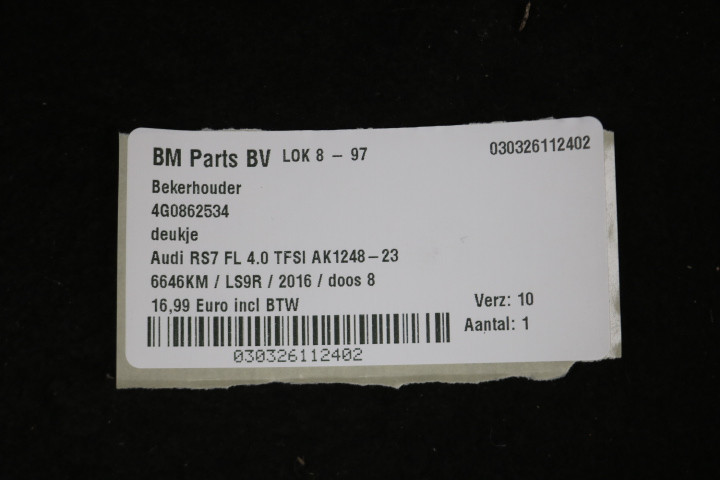 BM Parts BV LOK 8 - 97 030326112402
Bekerhouder
4G0862534
deukje
Audi RS7 FL 4.0 TFSI AK1248-23
6646KM / LS9R / 2016 / doos 8
16,99 Euro incl BTW Verz: 10
Aantal: 1
030326112402